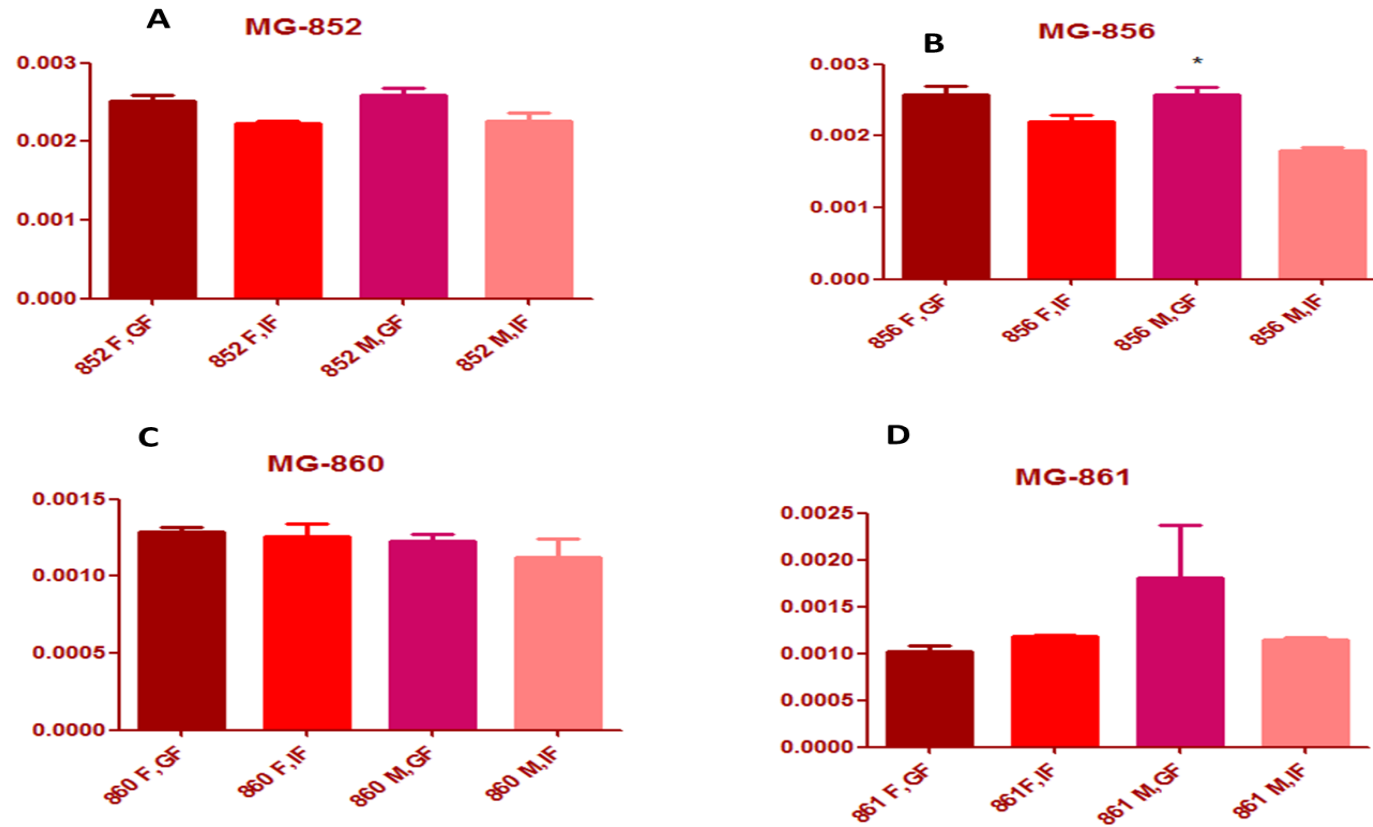 A
MG-852
0.003
0.002
0.001
0.000
852 F,GF
852 F,IF
852 M,GF
852 M,IF
B
MG-856
*
0.003
0.002
0.001
0.000
856 F,GF
856 F,IF
856 M,GF
856 M,IF
C
MG-860
0.0015
0.0010
0.0005
0.0000
860 F,GF
860 F,IF
860 M,GF
860 M,IF
D
MG-861
0.0025
0.0020
0.0015
0.0010
0.0005
0.0000
861 F,GF
861F,IF
861 M,GF
861 M,IF